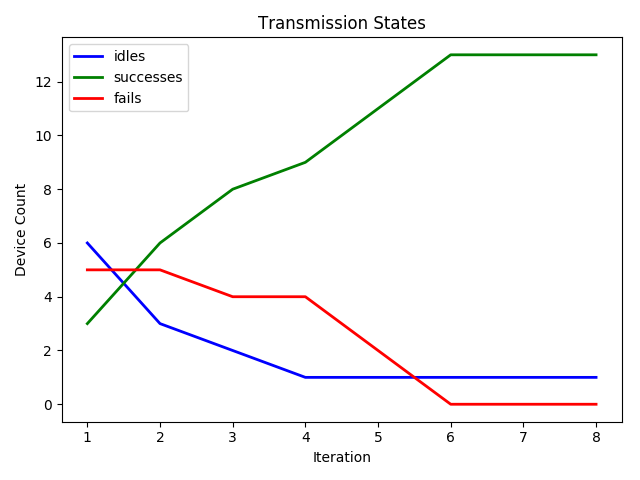 Transmission States
idles
successes
fails
Device Count
12
10
8
6
4
2
0
1 2 3 4 5 6 7 8
Iteration